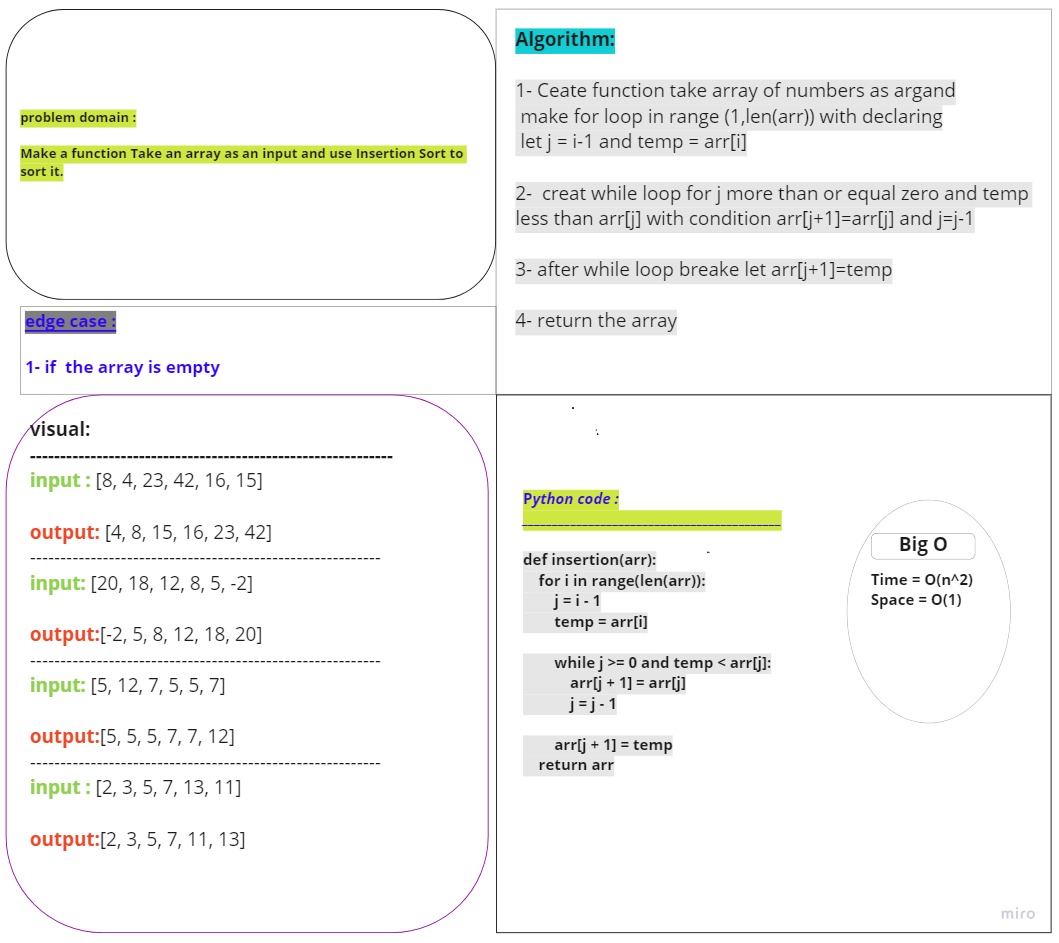 problem domain :
Make a function Take an array as an input and use Insertion Sort to
sort it.
edge case :
1- if  the array is empty
Algorithm:
1- Ceate function take array of numbers as argand
make for loop in range (1,len(arr)) with declaring
let j = i-1 and temp = arr[i]
2-  creat while loop for j more than or equal zero and temp
less than arr[j] with condition arr[j+1]=arr[j] and j=j-1
3- after while loop breake let arr[j+1]=temp
4- return the array
visual:
------------------------------------------------------------
input : [8, 4, 23, 42, 16, 15]
output: [4, 8, 15, 16, 23, 42]
----------------------------------------------------------
input: [20, 18, 12, 8, 5, -2]
output:[-2, 5, 8, 12, 18, 20]
----------------------------------------------------------
input: [5, 12, 7, 5, 5, 7]
output:[5, 5, 5, 7, 7, 12]
----------------------------------------------------------
input : [2, 3, 5, 7, 13, 11]
output:[2, 3, 5, 7, 11, 13]
Python code :
___________________________________________
def insertion(arr):
    for i in range(len(arr)):
        j = i - 1
        temp = arr[i]
        while j >= 0 and temp < arr[j]:
            arr[j + 1] = arr[j]
            j = j - 1
        arr[j + 1] = temp
    return arr
Big O
Time = O(n^2)
Space = O(1)
miro